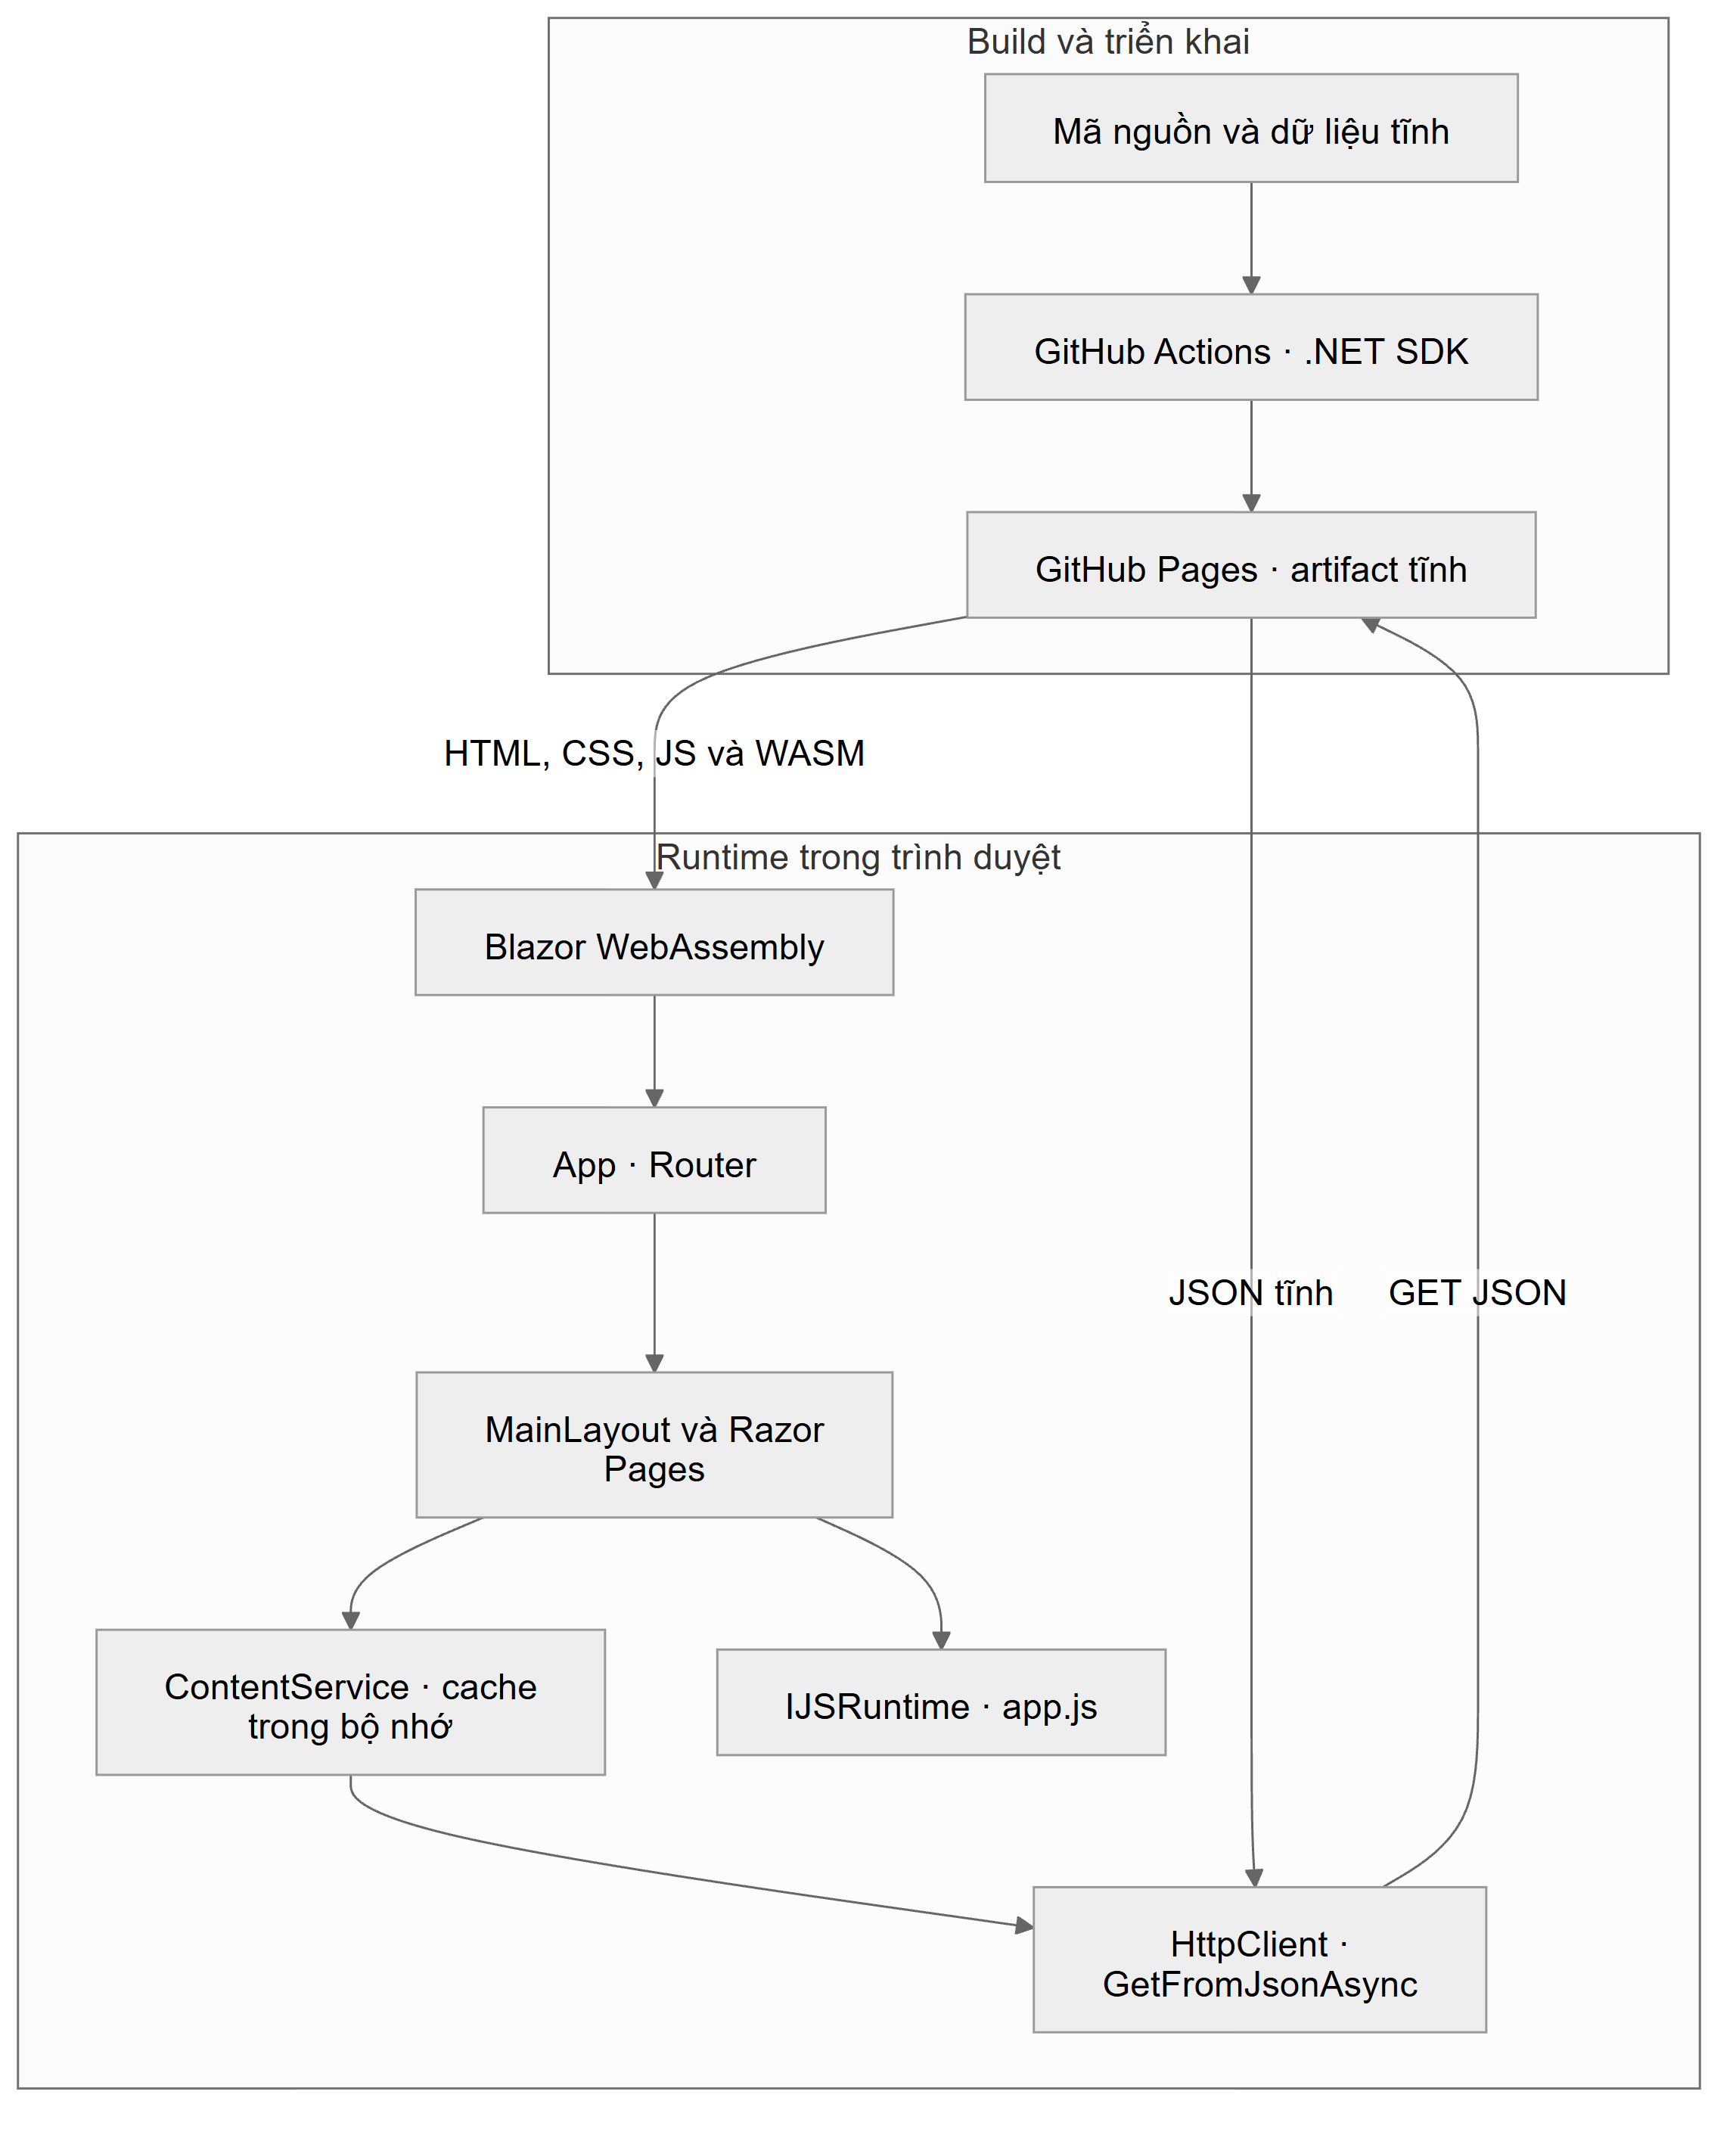 Build và triển khai
Mã nguồn và dữ liệu tĩnh
GitHub Actions · .NET SDK
GitHub Pages · artifact tĩnh
HTML, CSS, JS và WASM
Runtime trong trình duyệt
Blazor WebAssembly
App · Router
JSON tĩnh
GET JSON
MainLayout và Razor
Pages
ContentService · cache
trong bộ nhớ
IJSRuntime · app.js
HttpClient ·
GetFromJsonAsync